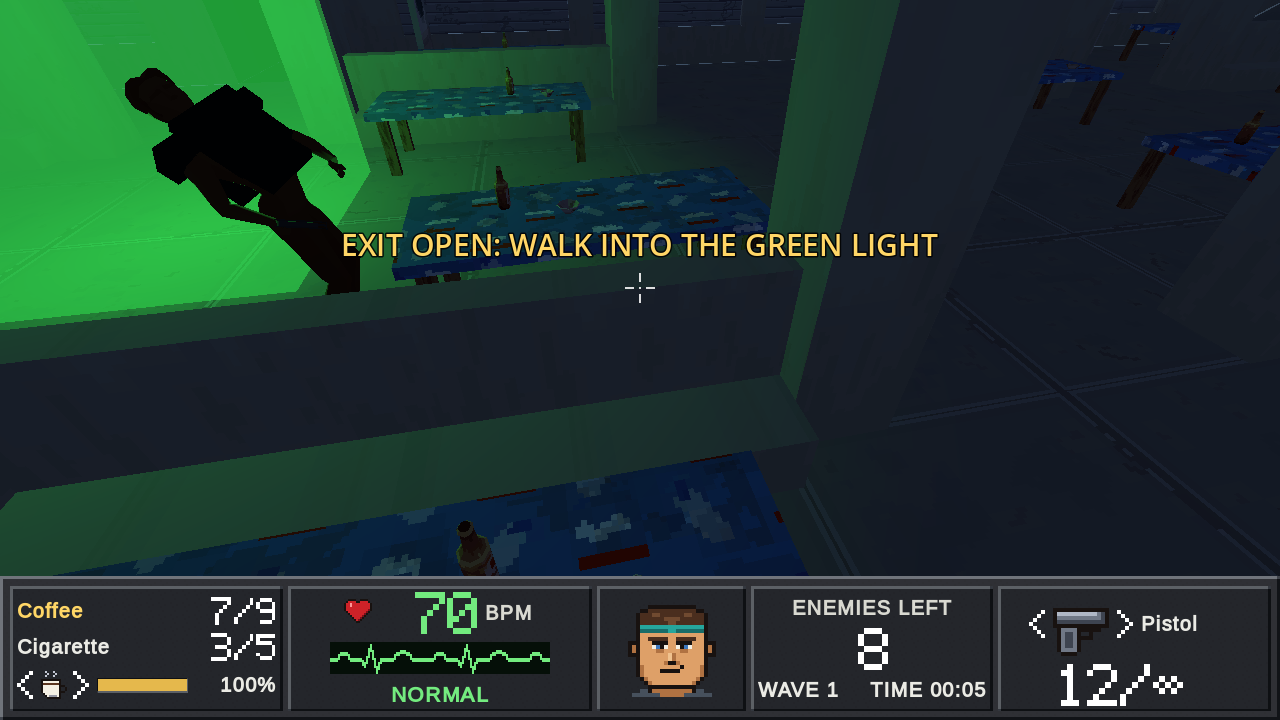 EXIT OPEN: WALK INTO THE GREEN LIGHT
Coffee 7/9
Cigarette 3/5
100%
70 BPM
NORMAL
ENEMIES LEFT
8
WAVE 1 TIME 00:05
Pistol
12/∞